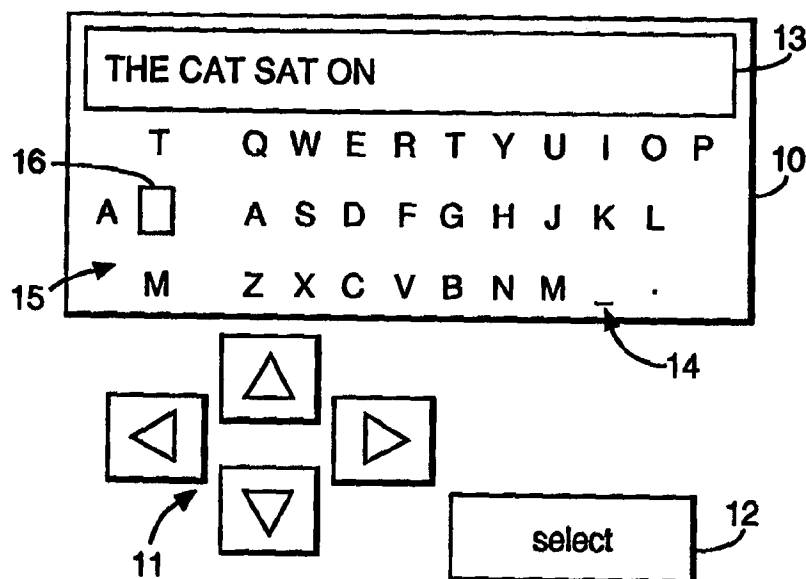 THE CAT SAT ON
13
T Q W E R T Y U I O P
16
10
A A S D F G H J K L
15
M Z X C V B N M _ .
14
11
select
12